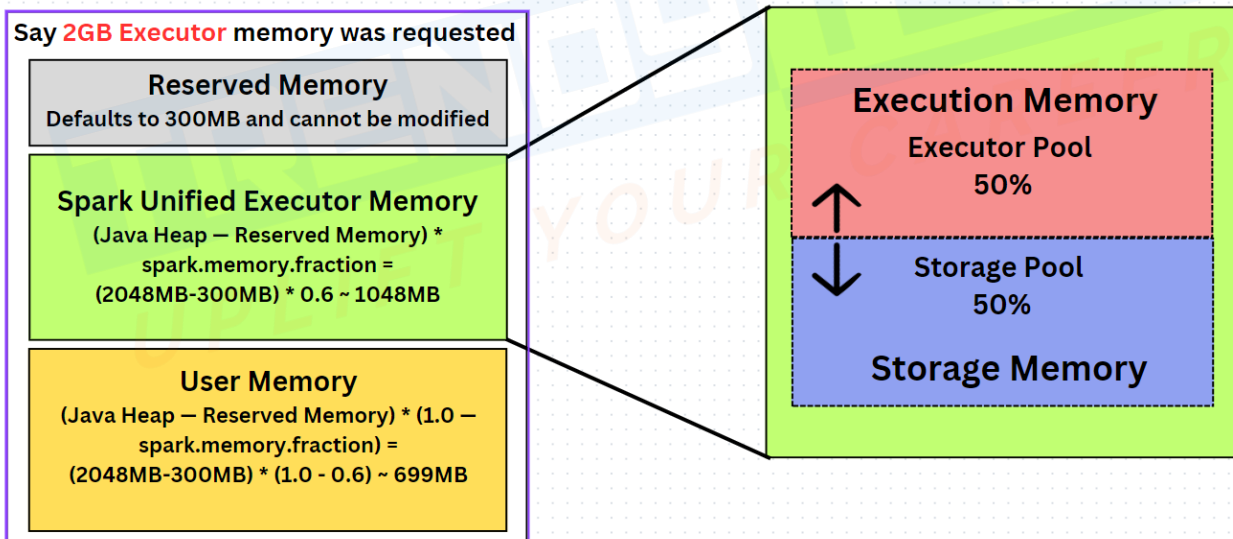 Say 2GB Executor memory was requested
Reserved Memory
Defaults to 300MB and cannot be modified
Spark Unified Executor Memory
(Java Heap — Reserved Memory) *
spark.memory.fraction =
(2048MB-300MB) * 0.6 ~ 1048MB
User Memory
(Java Heap — Reserved Memory) * (1.0 —
spark.memory.fraction) =
(2048MB-300MB) * (1.0 - 0.6) ~ 699MB
Execution Memory
Executor Pool
50%
Storage Pool
50%
Storage Memory
UPLIFT YOUR CAREER